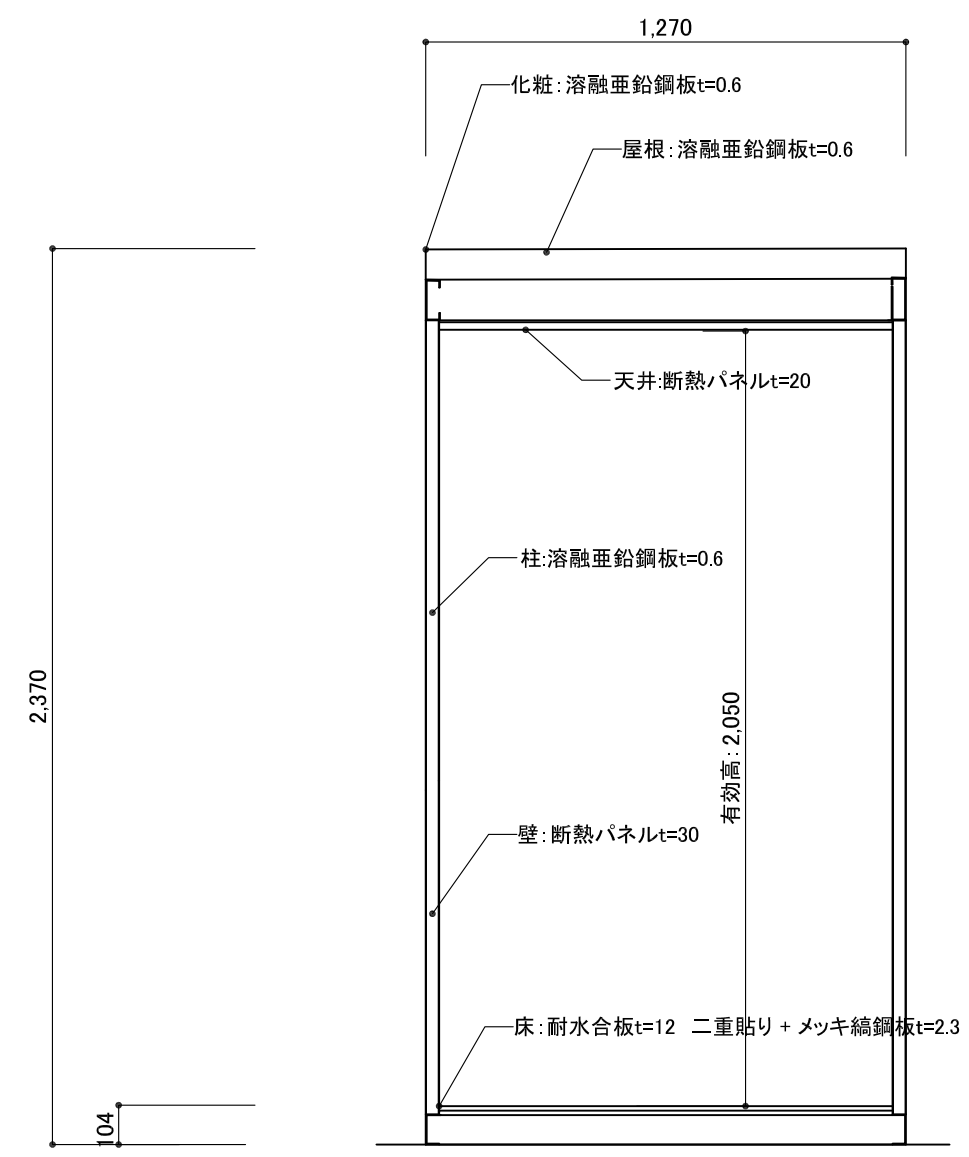 1,270
化粧：溶融亜鉛鋼板t=0.6
屋根：溶融亜鉛鋼板t=0.6
天井:断熱パネルt=20
柱:溶融亜鉛鋼板t=0.6
2,370
有効高：2,050
壁：断熱パネルt=30
床：耐水合板t=12 二重貼り + メッキ縞鋼板t=2.3
104